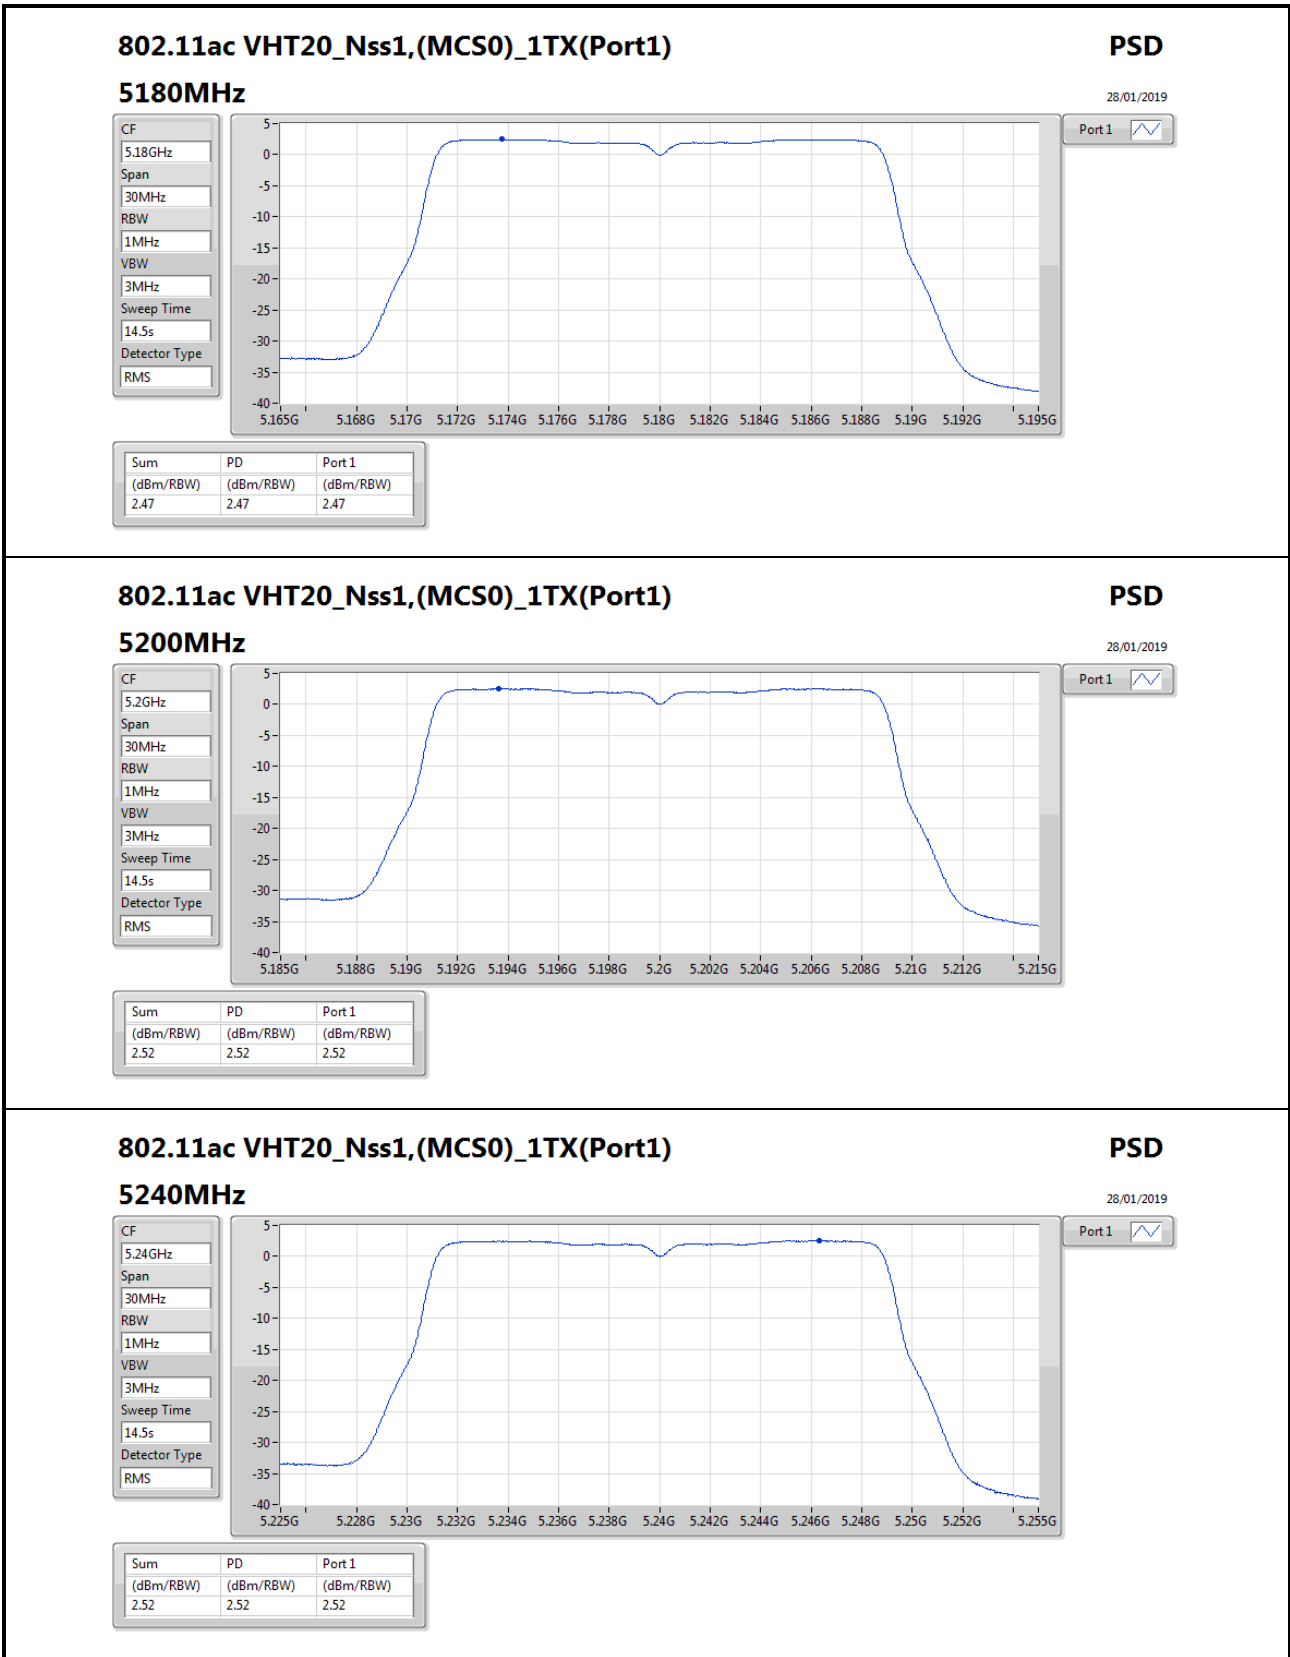 802.11ac VHT20_Nss1,(MCS0)_1TX(Port1) PSD
5180MHz 28/01/2019
CF
5.18GHz
Span
30MHz
RBW
1MHz
VBW
3MHz
Sweep Time
14.5s
Detector Type
RMS
5
0
-5
-10
-15
-20
-25
-30
-35
-40
5.165G 5.168G 5.17G 5.172G 5.174G 5.176G 5.178G 5.18G 5.182G 5.184G 5.186G 5.188G 5.19G 5.192G 5.195G
Port 1
Sum PD Port 1
(dBm/RBW) (dBm/RBW) (dBm/RBW)
2.47 2.47 2.47
802.11ac VHT20_Nss1,(MCS0)_1TX(Port1) PSD
5200MHz 28/01/2019
CF
5.2GHz
Span
30MHz
RBW
1MHz
VBW
3MHz
Sweep Time
14.5s
Detector Type
RMS
5
0
-5
-10
-15
-20
-25
-30
-35
-40
5.185G 5.188G 5.19G 5.192G 5.194G 5.196G 5.198G 5.2G 5.202G 5.204G 5.206G 5.208G 5.21G 5.212G 5.215G
Port 1
Sum PD Port 1
(dBm/RBW) (dBm/RBW) (dBm/RBW)
2.52 2.52 2.52
802.11ac VHT20_Nss1,(MCS0)_1TX(Port1) PSD
5240MHz 28/01/2019
CF
5.24GHz
Span
30MHz
RBW
1MHz
VBW
3MHz
Sweep Time
14.5s
Detector Type
RMS
5
0
-5
-10
-15
-20
-25
-30
-35
-40
5.225G 5.228G 5.23G 5.232G 5.234G 5.236G 5.238G 5.24G 5.242G 5.244G 5.246G 5.248G 5.25G 5.252G 5.255G
Port 1
Sum PD Port 1
(dBm/RBW) (dBm/RBW) (dBm/RBW)
2.52 2.52 2.52